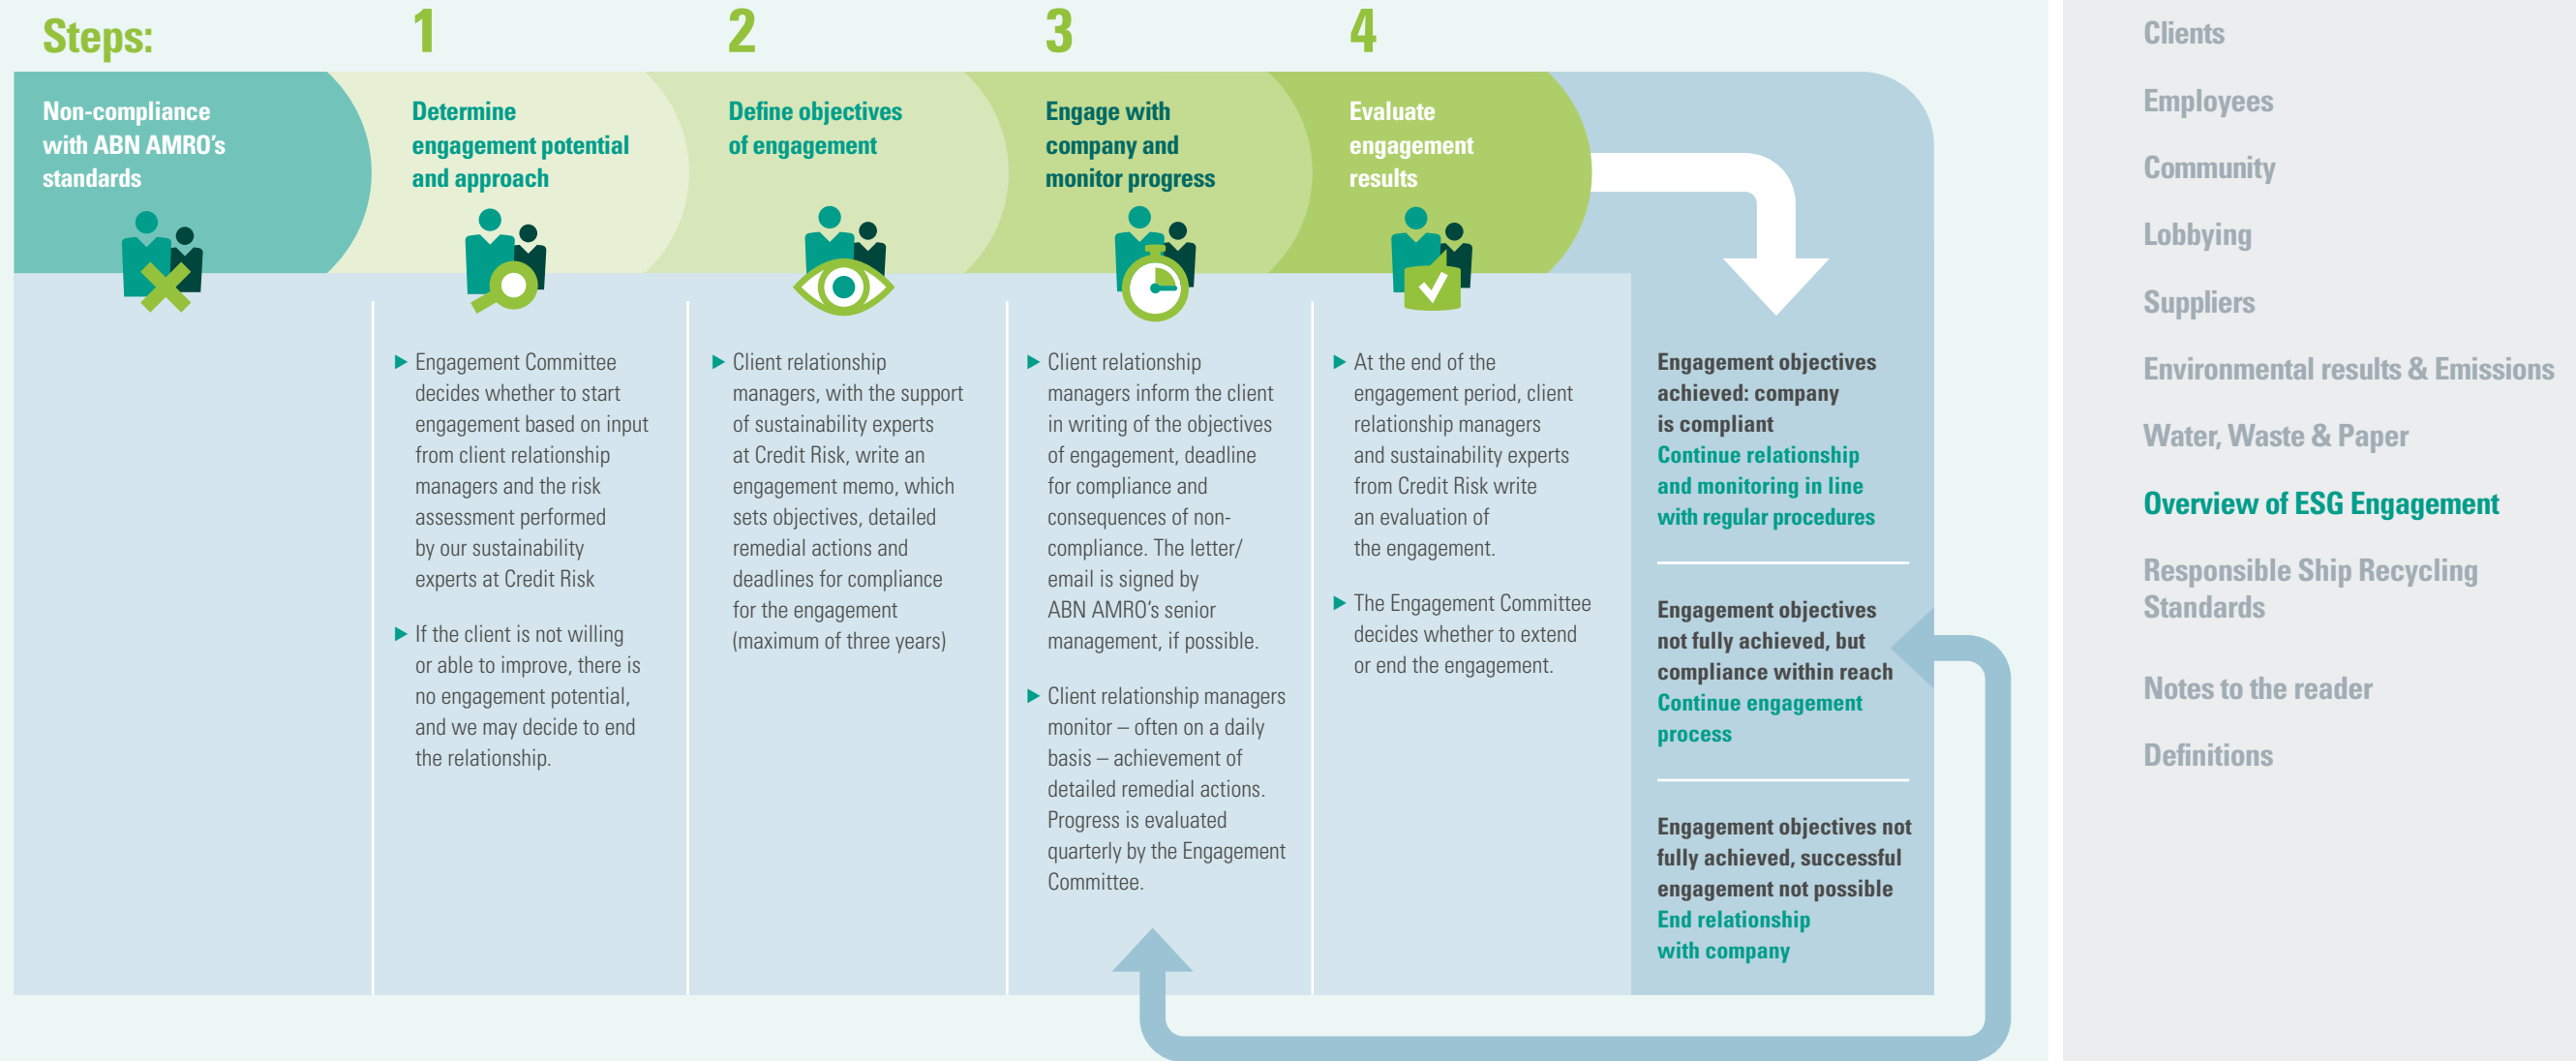 Steps:
1
2
3
4
Non-compliance
with ABN AMRO's
standards
Determine
engagement potential
and approach
Define objectives
of engagement
Engage with
company and
monitor progress
Evaluate
engagement
results
▶ Engagement Committee
decides whether to start
engagement based on input
from client relationship
managers and the risk
assessment performed
by our sustainability
experts at Credit Risk
▶ If the client is not willing
or able to improve, there is
no engagement potential,
and we may decide to end
the relationship.
▶ Client relationship
managers, with the support
of sustainability experts
at Credit Risk, write an
engagement memo, which
sets objectives, detailed
remedial actions and
deadlines for compliance
for the engagement
(maximum of three years)
▶ Client relationship
managers inform the client
in writing of the objectives
of engagement, deadline
for compliance and
consequences of non-
compliance. The letter/
email is signed by
ABN AMRO's senior
management, if possible.
▶ Client relationship managers
monitor – often on a daily
basis – achievement of
detailed remedial actions.
Progress is evaluated
quarterly by the Engagement
Committee.
▶ At the end of the
engagement period, client
relationship managers
and sustainability experts
from Credit Risk write
an evaluation of
the engagement.
▶ The Engagement Committee
decides whether to extend
or end the engagement.
Engagement objectives
achieved: company
is compliant
Continue relationship
and monitoring in line
with regular procedures
Engagement objectives
not fully achieved, but
compliance within reach
Continue engagement
process
Engagement objectives not
fully achieved, successful
engagement not possible
End relationship
with company
Clients
Employees
Community
Lobbying
Suppliers
Environmental results & Emissions
Water, Waste & Paper
Overview of ESG Engagement
Responsible Ship Recycling
Standards
Notes to the reader
Definitions